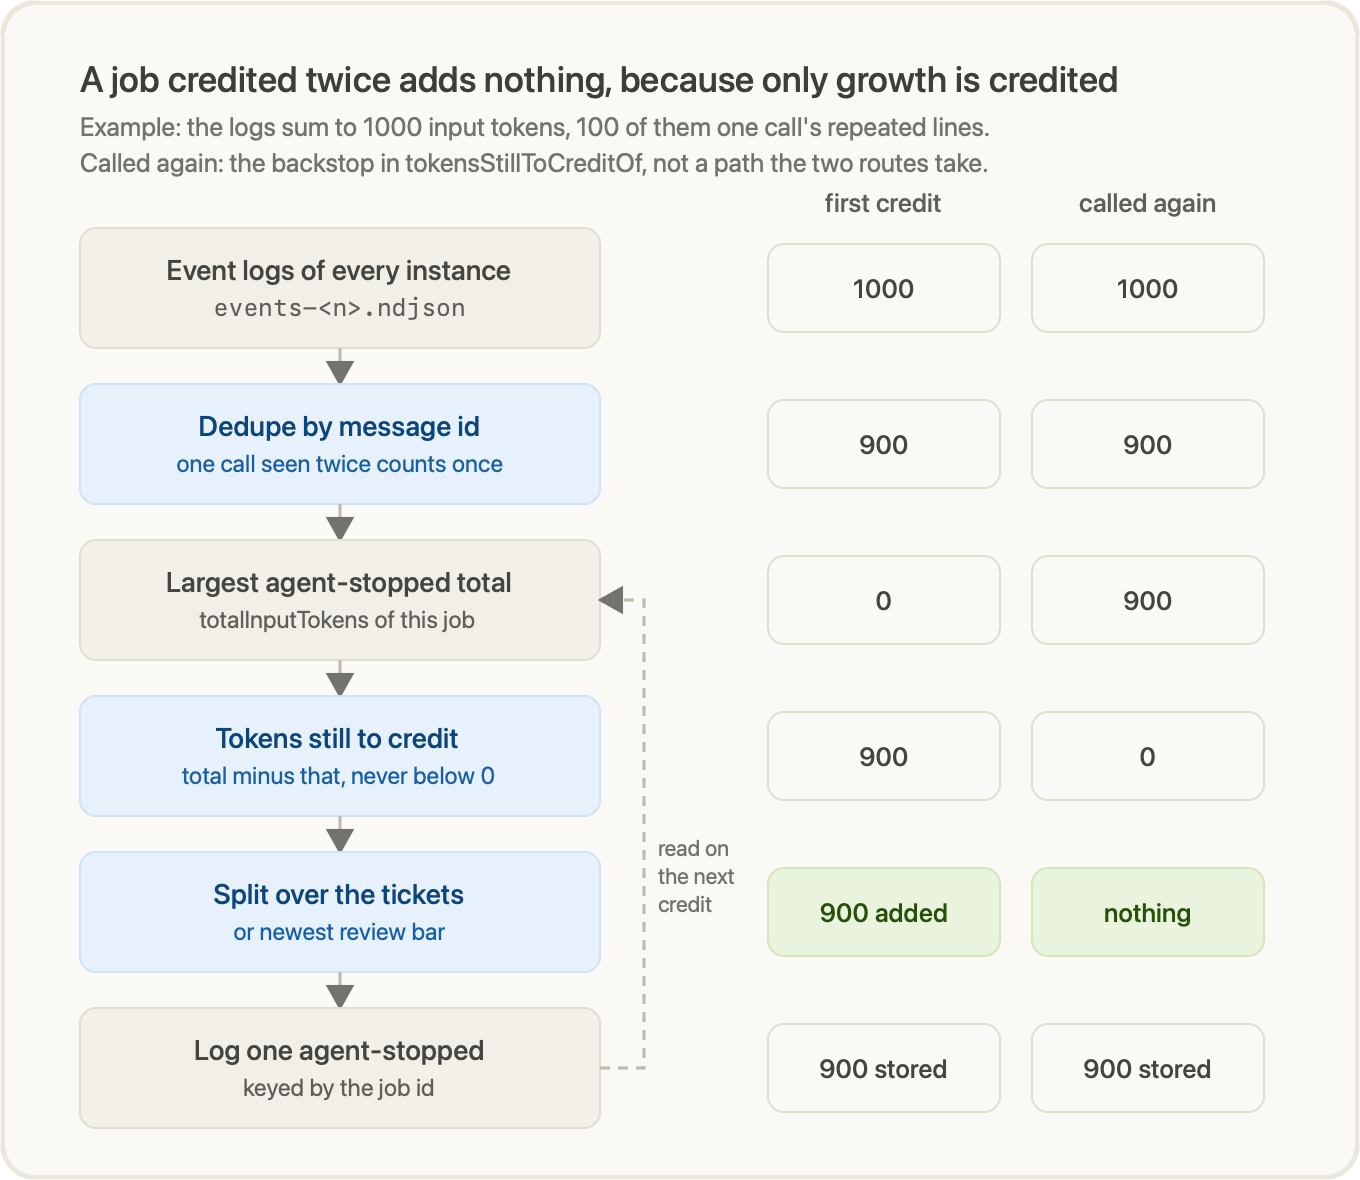 A job credited twice adds nothing, because only growth is credited
Example: the logs sum to 1000 input tokens, 100 of them one call's repeated lines.
Called again: the backstop in tokensStillToCreditOf, not a path the two routes take.
first credit
called again
Event logs of every instance
events-<n>.ndjson
1000
1000
Dedupe by message id
one call seen twice counts once
900
900
Largest agent-stopped total
totalInputTokens of this job
0
900
Tokens still to credit
total minus that, never below 0
900
0
read on
the next
credit
Split over the tickets
or newest review bar
900 added
nothing
Log one agent-stopped
keyed by the job id
900 stored
900 stored